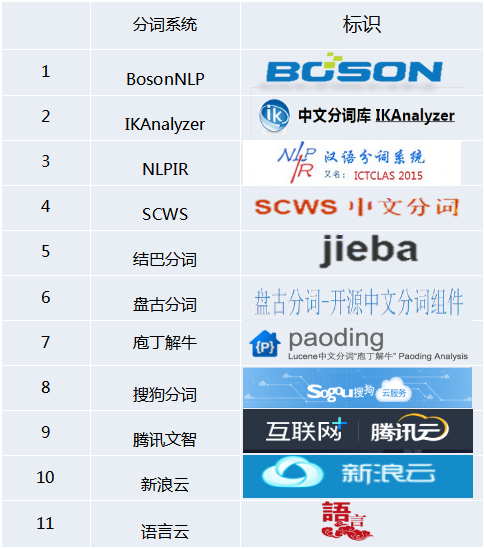 分词系统 标识
1 BosonNLP BOSON
2 IKAnalyzer ik 中文分词库 IKAnalyzer
3 NLPIR NLPIR 汉语分词系统
又名: ICTCLAS 2015
4 SCWS SCWS 中文分词
5 结巴分词 jieba
6 盘古分词 盘古分词-开源中文分词组件
7 庖丁解牛 {P} paoding
Lucene中文分词"庖丁解牛" Paoding Analysis
8 搜狗分词 Sogou搜狗 云服务
9 腾讯文智 互联网+ 腾讯云
10 新浪云 新浪云
11 语言云 語言